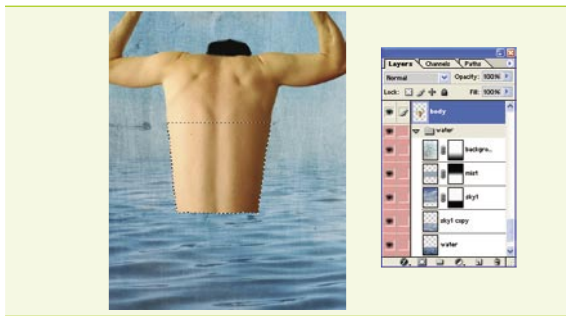 Layers Channels Paths
Normal Opacity: 100%
Lock: Fill: 100%
body
water
backgro...
mist
sky1
sky1 copy
water